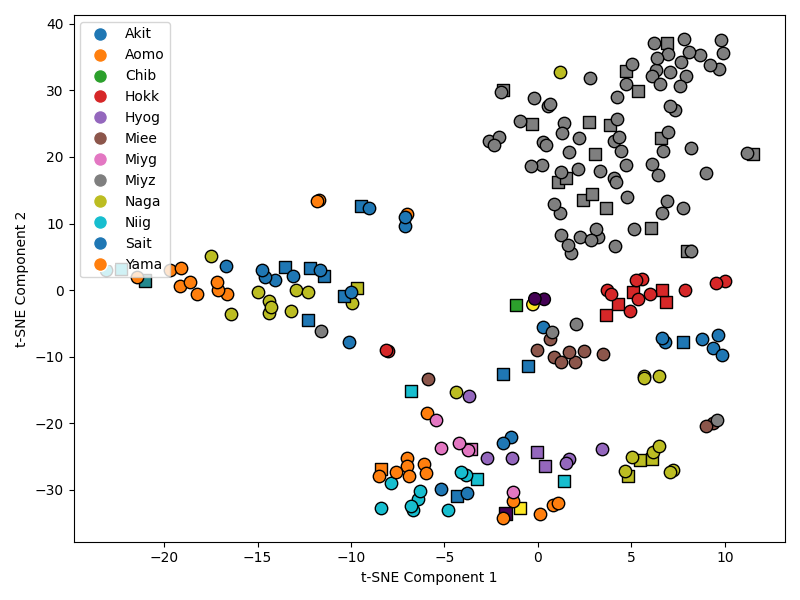 40
30
20
10
0
−10
−20
−30
−20
−15
−10
−5
0
5
10
t-SNE Component 2
t-SNE Component 1
Akit
Aomo
Chib
Hokk
Hyog
Miee
Miyg
Miyz
Naga
Niig
Sait
Yama